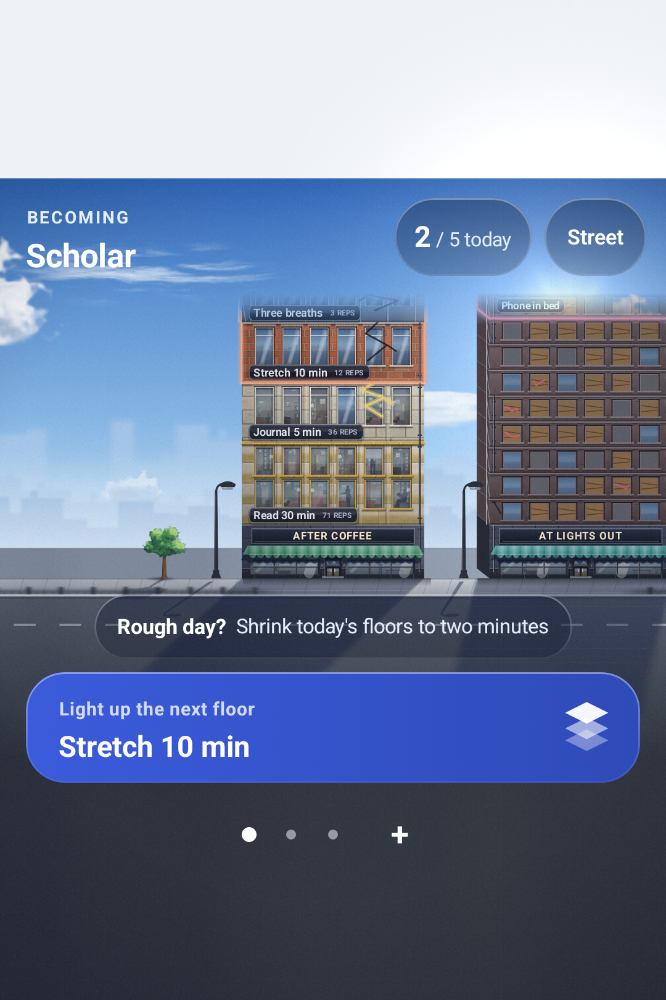 BECOMING
Scholar
2 / 5 today
Street
Three breaths 3 REPS
Phone in bed
Stretch 10 min 12 REPS
Journal 5 min 36 REPS
Read 30 min 71 REPS
AFTER COFFEE
AT LIGHTS OUT
Rough day? Shrink today's floors to two minutes
Light up the next floor
Stretch 10 min
+